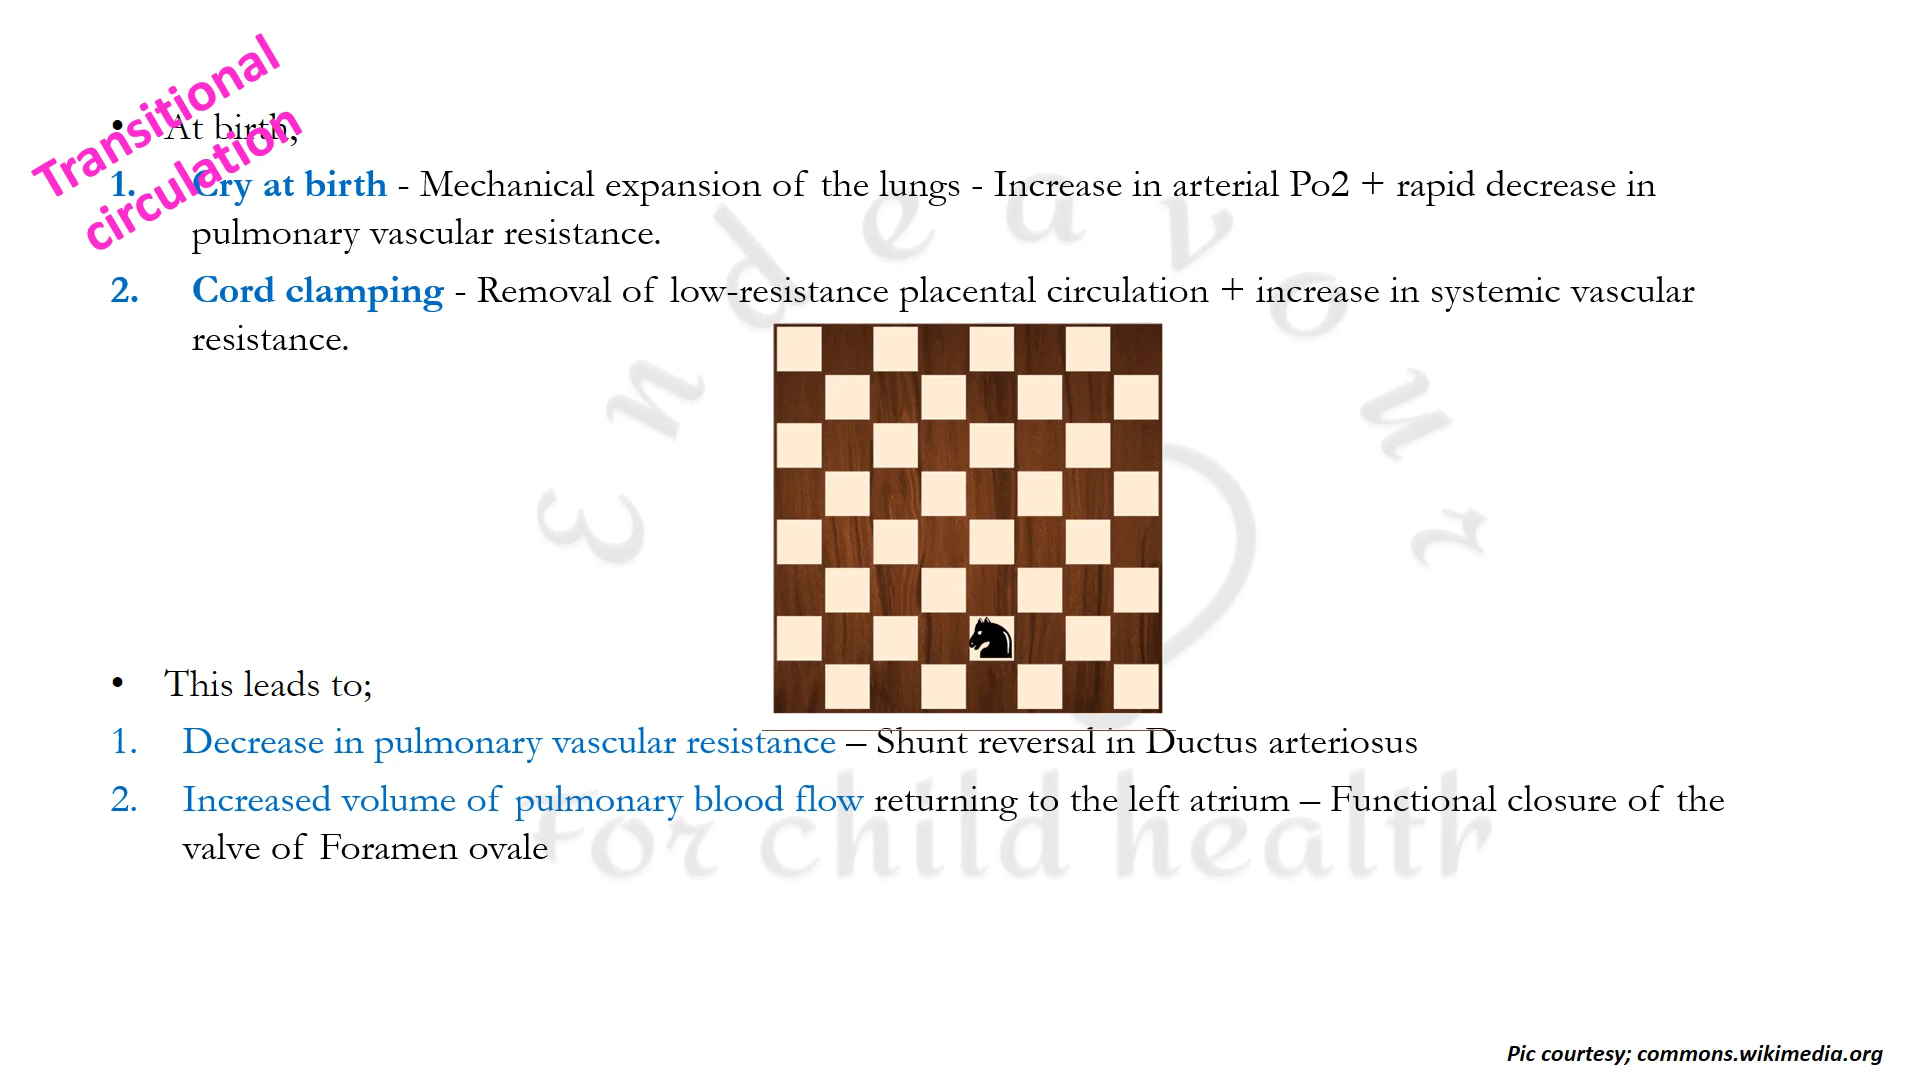 Transitional
circulation
• At birth;
1. Cry at birth - Mechanical expansion of the lungs - Increase in arterial Po2 + rapid decrease in
pulmonary vascular resistance.
2. Cord clamping - Removal of low-resistance placental circulation + increase in systemic vascular
resistance.
Endeavour
• This leads to;
1. Decrease in pulmonary vascular resistance – Shunt reversal in Ductus arteriosus
2. Increased volume of pulmonary blood flow returning to the left atrium – Functional closure of the
valve of Foramen ovale
For child health
Pic courtesy; commons.wikimedia.org